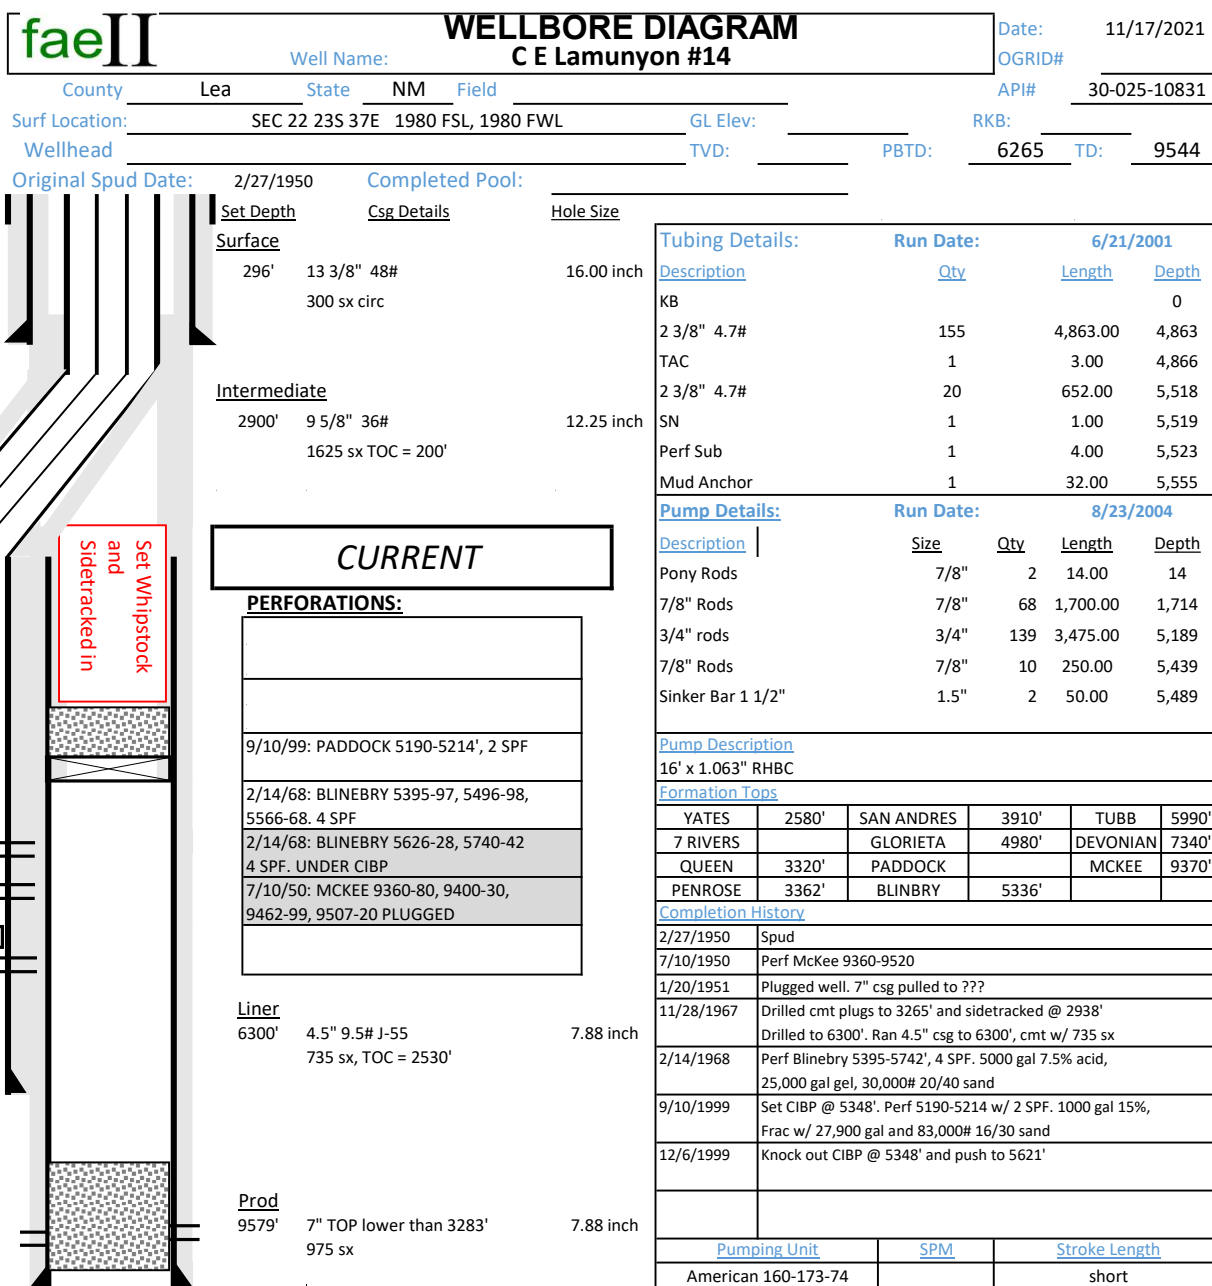 faeII
WELLBORE DIAGRAM
Date: 11/17/2021
Well Name: C E Lamunyon #14
OGRID#
County Lea State NM Field API# 30-025-10831
Surf Location: SEC 22 23S 37E 1980 FSL, 1980 FWL GL Elev: RKB:
Wellhead TVD: PBTD: 6265 TD: 9544
Original Spud Date: 2/27/1950 Completed Pool:
Set Depth Csg Details Hole Size
Surface
296' 13 3/8" 48# 16.00 inch
300 sx circ
Intermediate
2900' 9 5/8" 36# 12.25 inch
1625 sx TOC = 200'
Set Whipstock
and
Sidetracked in
CURRENT
PERFORATIONS:
9/10/99: PADDOCK 5190-5214', 2 SPF
2/14/68: BLINEBRY 5395-97, 5496-98,
5566-68. 4 SPF
2/14/68: BLINEBRY 5626-28, 5740-42
4 SPF. UNDER CIBP
7/10/50: MCKEE 9360-80, 9400-30,
9462-99, 9507-20 PLUGGED
Liner
6300' 4.5" 9.5# J-55 7.88 inch
735 sx, TOC = 2530'
Prod
9579' 7" TOP lower than 3283' 7.88 inch
975 sx
Tubing Details: Run Date: 6/21/2001
Description Qty Length Depth
KB 0
2 3/8" 4.7# 155 4,863.00 4,863
TAC 1 3.00 4,866
2 3/8" 4.7# 20 652.00 5,518
SN 1 1.00 5,519
Perf Sub 1 4.00 5,523
Mud Anchor 1 32.00 5,555
Pump Details: Run Date: 8/23/2004
Description Size Qty Length Depth
Pony Rods 7/8" 2 14.00 14
7/8" Rods 7/8" 68 1,700.00 1,714
3/4" rods 3/4" 139 3,475.00 5,189
7/8" Rods 7/8" 10 250.00 5,439
Sinker Bar 1 1/2" 1.5" 2 50.00 5,489
Pump Description
16' x 1.063" RHBC
Formation Tops
YATES 2580' SAN ANDRES 3910' TUBB 5990'
7 RIVERS GLORIETA 4980' DEVONIAN 7340'
QUEEN 3320' PADDOCK MCKEE 9370'
PENROSE 3362' BLINBRY 5336'
Completion History
2/27/1950 Spud
7/10/1950 Perf McKee 9360-9520
1/20/1951 Plugged well. 7" csg pulled to ???
11/28/1967 Drilled cmt plugs to 3265' and sidetracked @ 2938'
Drilled to 6300'. Ran 4.5" csg to 6300', cmt w/ 735 sx
2/14/1968 Perf Blinebry 5395-5742', 4 SPF. 5000 gal 7.5% acid,
25,000 gal gel, 30,000# 20/40 sand
9/10/1999 Set CIBP @ 5348'. Perf 5190-5214 w/ 2 SPF. 1000 gal 15%,
Frac w/ 27,900 gal and 83,000# 16/30 sand
12/6/1999 Knock out CIBP @ 5348' and push to 5621'
Pumping Unit SPM Stroke Length
American 160-173-74 short